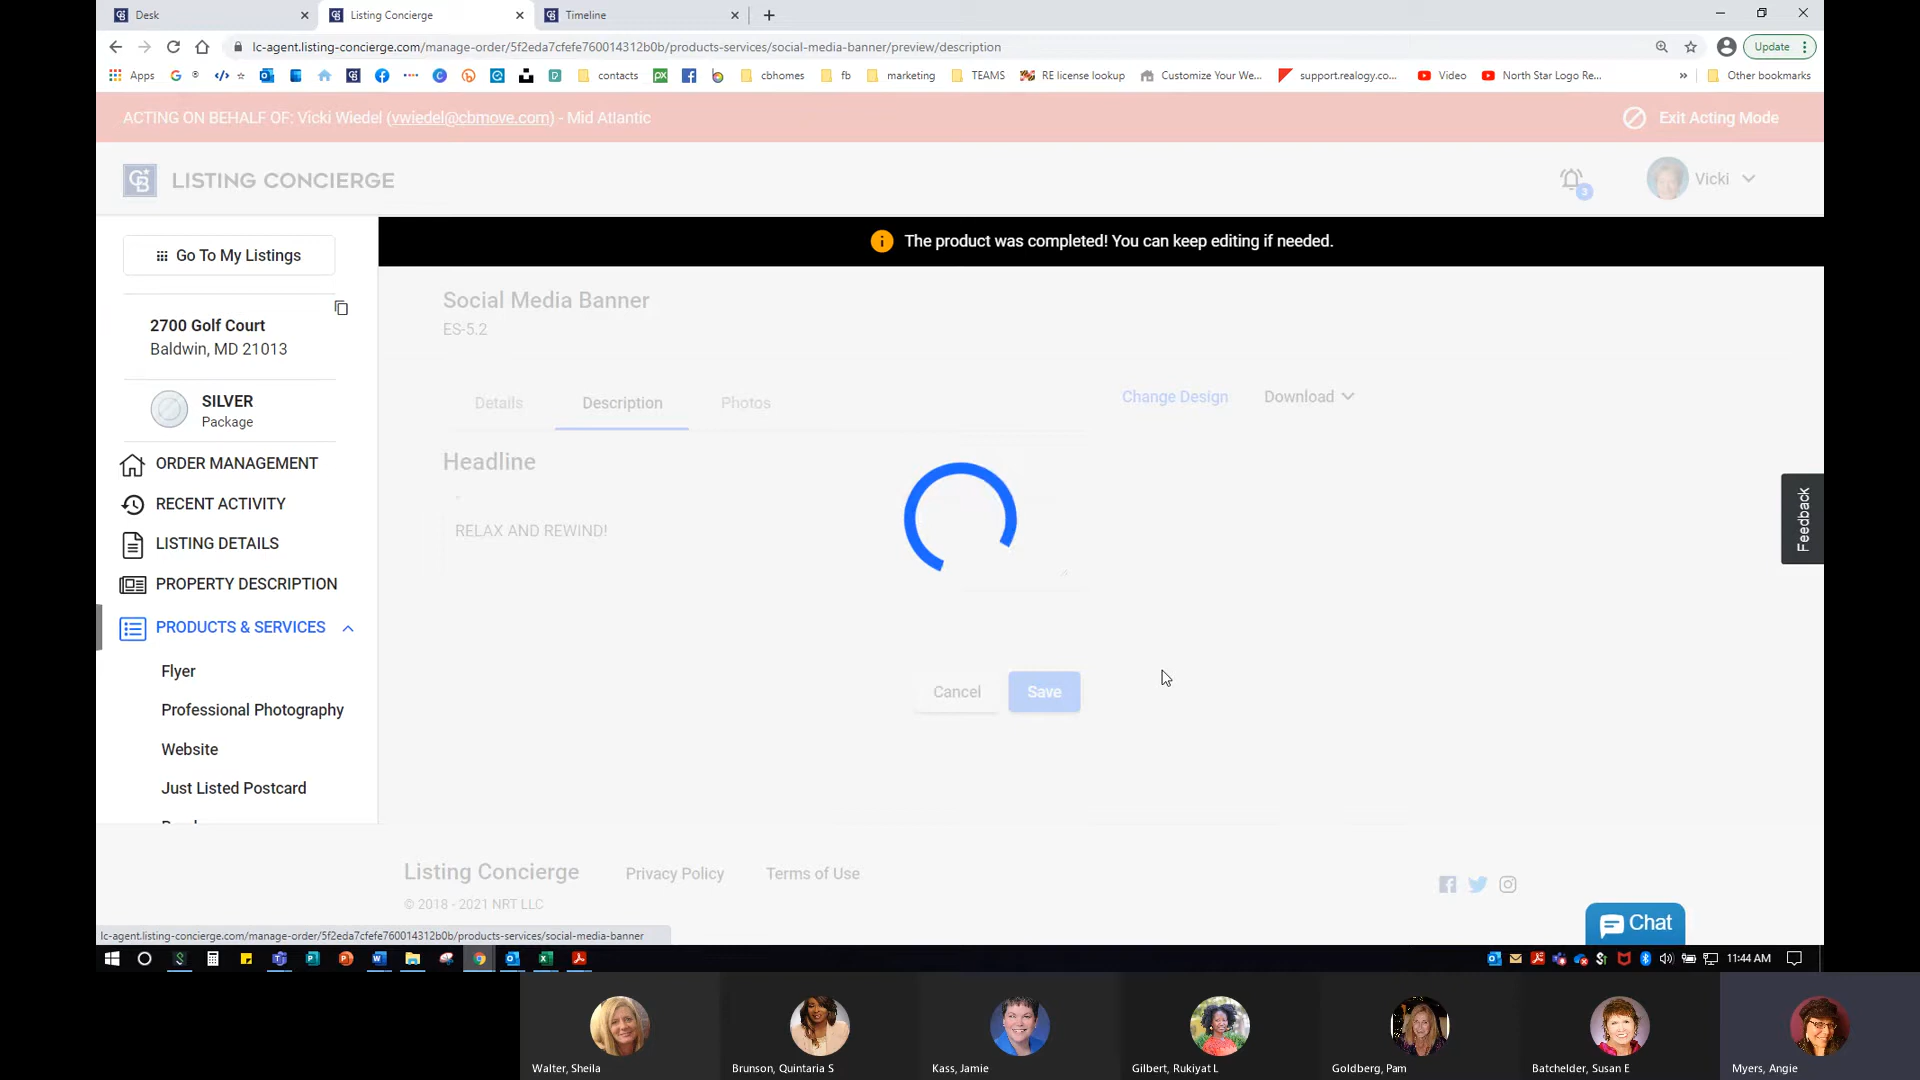 Desk
Listing Concierge
Timeline
lc-agent.listing-concierge.com/manage-order/5f2eda7cfefe760014312b0b/products-services/social-media-banner/preview/description
Update
Apps
contacts
cbhomes
fb
marketing
TEAMS
RE license lookup
Customize Your We...
support.realogy.co...
Video
North Star Logo Re...
»
Other bookmarks
ACTING ON BEHALF OF: Vicki Wiedel (vwiedel@cbmove.com) - Mid Atlantic
Exit Acting Mode
LISTING CONCIERGE
3
Vicki
Go To My Listings
The product was completed! You can keep editing if needed.
2700 Golf Court
Baldwin, MD 21013
SILVER
Package
ORDER MANAGEMENT
RECENT ACTIVITY
LISTING DETAILS
PROPERTY DESCRIPTION
PRODUCTS & SERVICES
Flyer
Professional Photography
Website
Just Listed Postcard
Social Media Banner
ES-5.2
Details
Description
Photos
Change Design
Download
Headline
RELAX AND REWIND!
Cancel
Save
Feedback
Listing Concierge
Privacy Policy
Terms of Use
© 2018 - 2021 NRT LLC
Chat
lc-agent.listing-concierge.com/manage-order/5f2eda7cfefe760014312b0b/products-services/social-media-banner
11:44 AM
Walter, Sheila
Brunson, Quintaria S
Kass, Jamie
Gilbert, Rukiyat L
Goldberg, Pam
Batchelder, Susan E
Myers, Angie